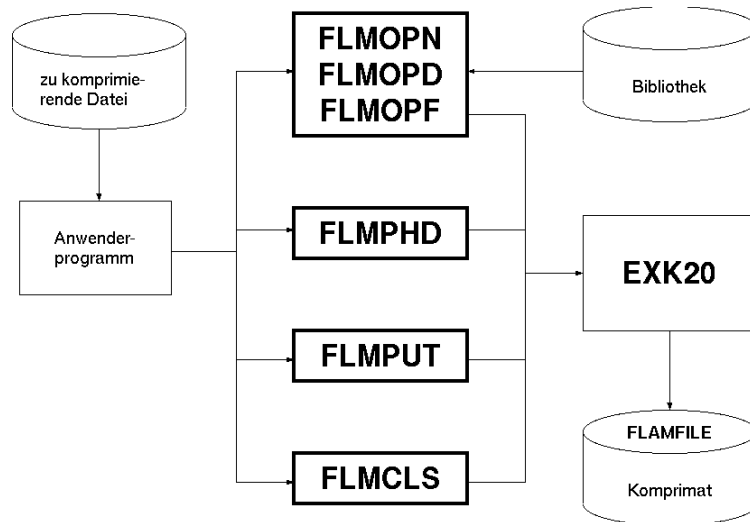 zu komprimie-
rende Datei
FLMOPN
FLMOPD
FLMOPF
Bibliothek
Anwender-
programm
FLMPHD
EXK20
FLMPUT
FLMCLS
FLAMFILE
Komprimat